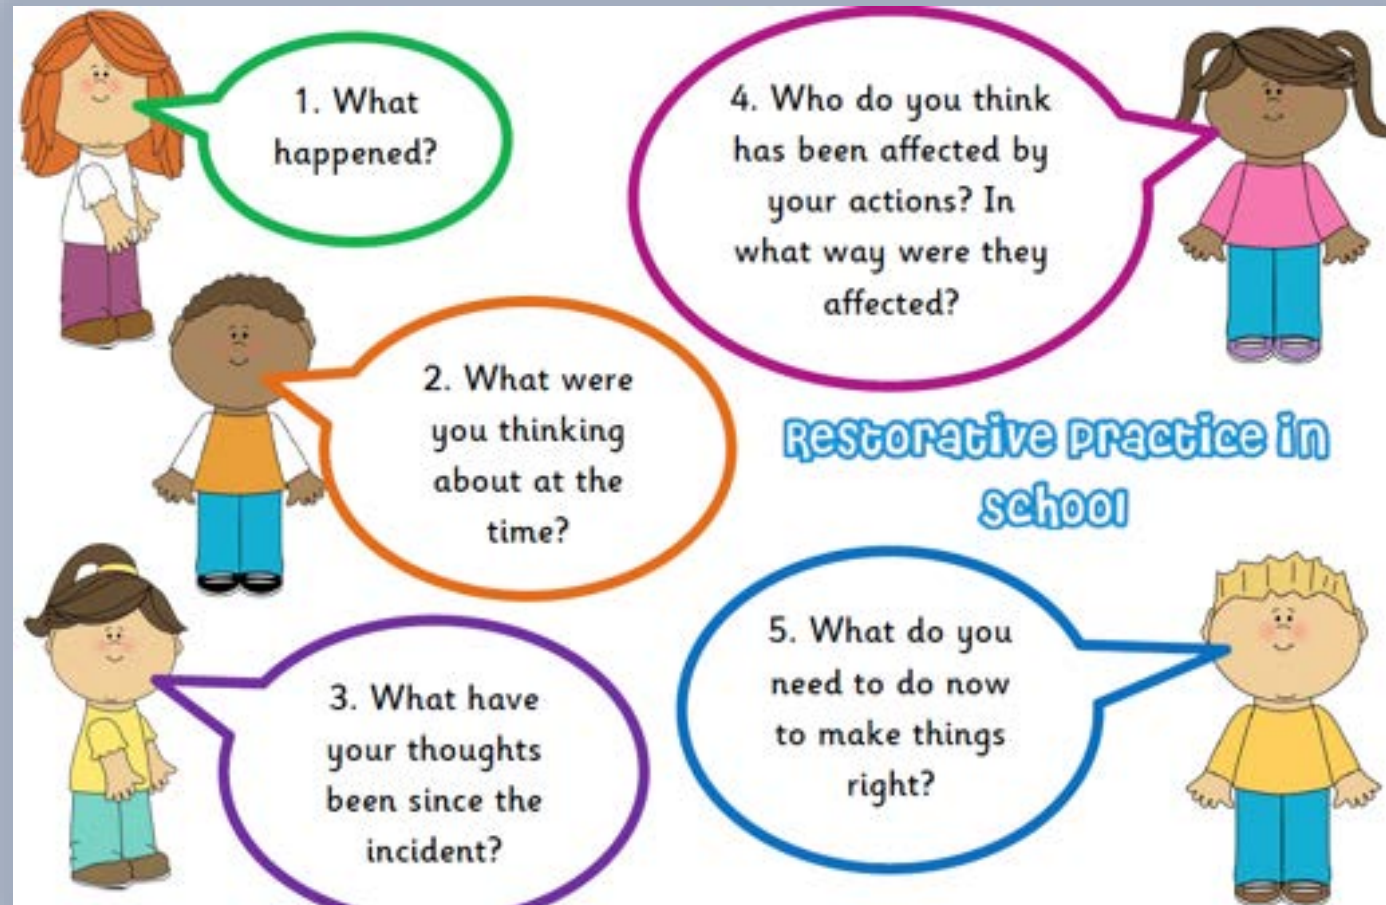 1. What
happened?
2. What were
you thinking
about at the
time?
3. What have
your thoughts
been since the
incident?
4. Who do you think
has been affected by
your actions? In
what way were they
affected?
Restorative practice in
school
5. What do you
need to do now
to make things
right?